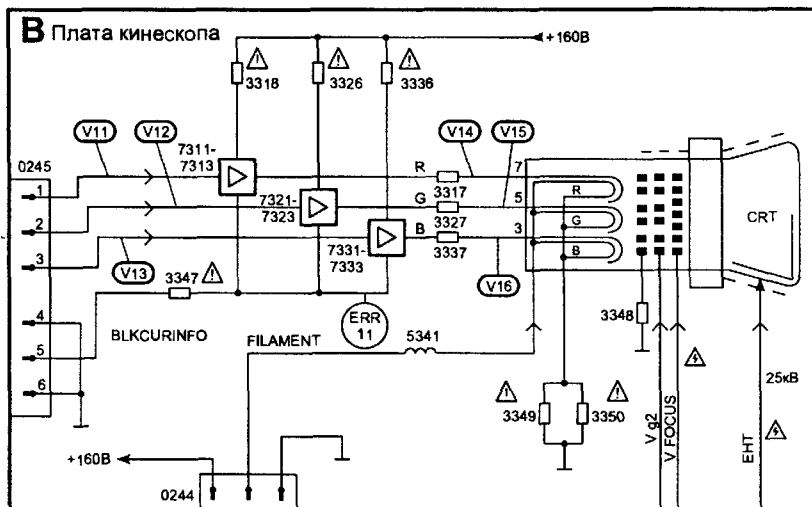 B Плата кинескопа
+160В
3318
3326
3336
V11
V12
V14
V15
0245
7311-
7313
R
7
1
3317
R
7321-
7323
G
5
2
3327
G
CRT
7331-
7333
B
3
3
3337
B
V13
V16
3347
ERR
11
3348
4
BLKCURINFO
FILAMENT
5341
5
25кВ
6
3349
3350
V g2
V FOCUS
EHT
+160В
0244